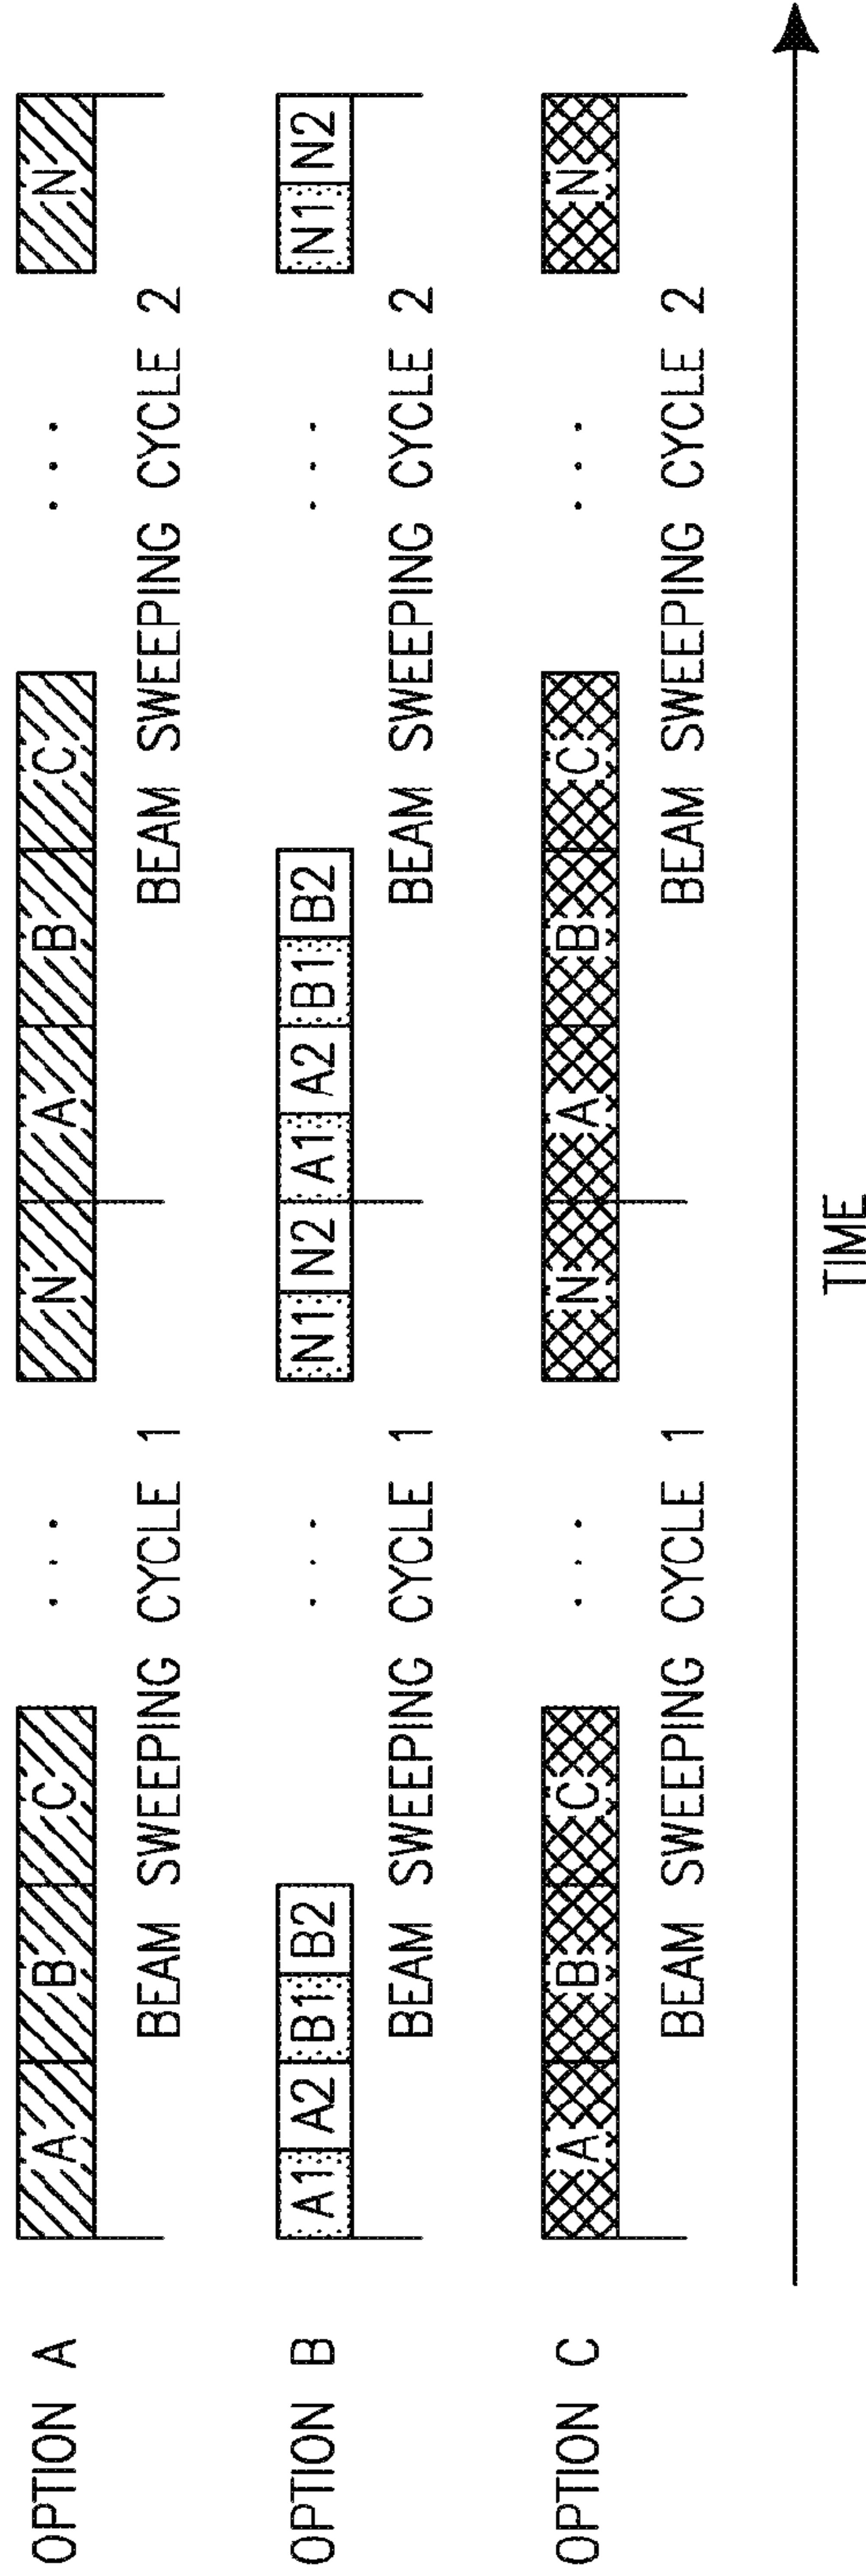 OPTION A
A B C ... N A B C ... N
BEAM SWEEPING CYCLE 1 BEAM SWEEPING CYCLE 2
OPTION B
A1 A2 B1 B2 ... N1 N2 A1 A2 B1 B2 ... N1 N2
BEAM SWEEPING CYCLE 1 BEAM SWEEPING CYCLE 2
OPTION C
A B C ... N A B C ... N
BEAM SWEEPING CYCLE 1 BEAM SWEEPING CYCLE 2
TIME